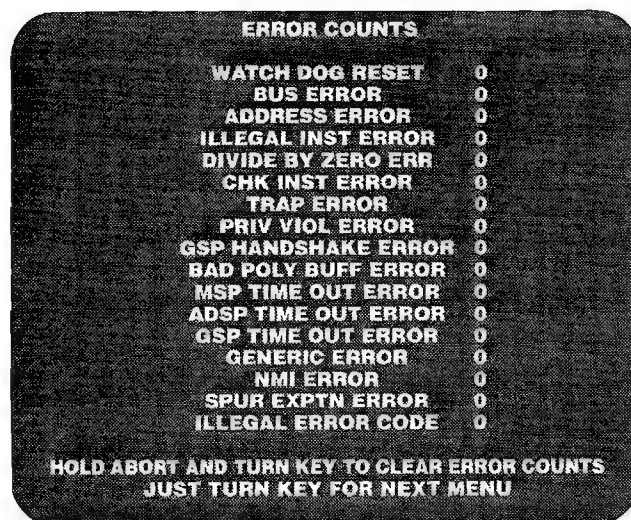 ERROR COUNTS
WATCH DOG RESET 0
BUS ERROR 0
ADDRESS ERROR 0
ILLEGAL INST ERROR 0
DIVIDE BY ZERO ERR 0
CHK INST ERROR 0
TRAP ERROR 0
PRIV VIOL ERROR 0
GSP HANDSHAKE ERROR 0
BAD POLY BUFF ERROR 0
MSP TIME OUT ERROR 0
ADSP TIME OUT ERROR 0
GSP TIME OUT ERROR 0
GENERIC ERROR 0
NMI ERROR 0
SPUR EXPTN ERROR 0
ILLEGAL ERROR CODE 0
HOLD ABORT AND TURN KEY TO CLEAR ERROR COUNTS
JUST TURN KEY FOR NEXT MENU